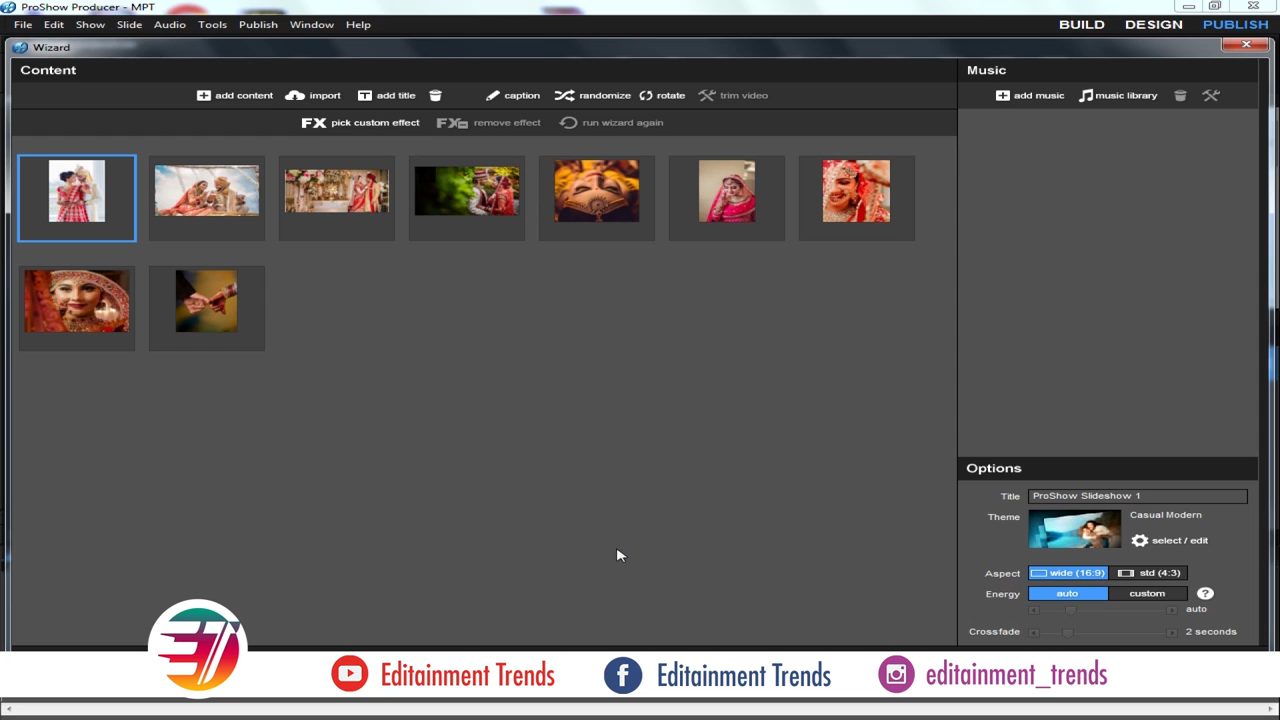 ProShow Producer - MPT
File Edit Show Slide Audio Tools Publish Window Help
BUILD DESIGN PUBLISH
Wizard
Content
add content import add title caption randomize rotate trim video
FX pick custom effect FX remove effect run wizard again
Music
add music music library
Options
Title ProShow Slideshow 1
Theme Casual Modern
select / edit
Aspect wide (16:9) std (4:3)
Energy auto custom ?
auto
Crossfade 2 seconds
Editainment Trends Editainment Trends editainment_trends